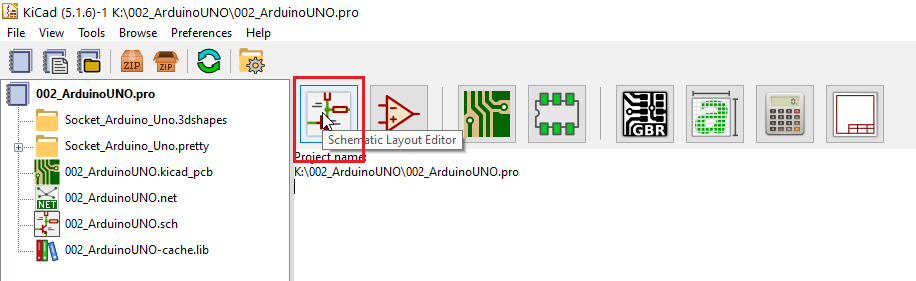 KiCad (5.1.6)-1 K:\002_ArduinoUNO\002_ArduinoUNO.pro
File View Tools Browse Preferences Help
ZIP ZIP
002_ArduinoUNO.pro
Socket_Arduino_Uno.3dshapes
Socket_Arduino_Uno.pretty
002_ArduinoUNO.kicad_pcb
NET 002_ArduinoUNO.net
002_ArduinoUNO.sch
002_ArduinoUNO-cache.lib
GBR a 0.
Schematic Layout Editor
Project name:
K:\002_ArduinoUNO\002_ArduinoUNO.pro